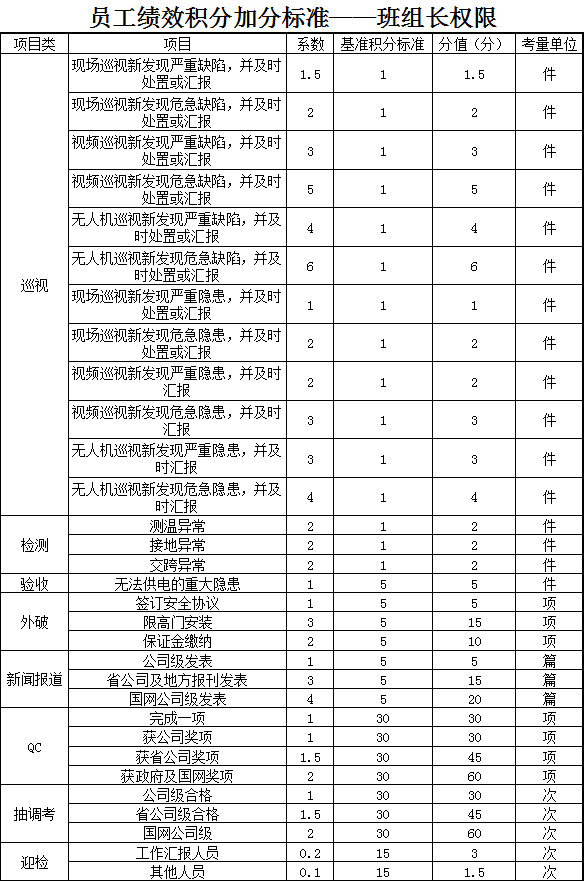 员工绩效积分加分标准——班组长权限
项目类 项目 系数 基准积分标准 分值（分） 考量单位
巡视
现场巡视新发现严重缺陷，并及时
处置或汇报 1.5 1 1.5 件
现场巡视新发现危急缺陷，并及时
处置或汇报 2 1 2 件
视频巡视新发现严重缺陷，并及时
处置或汇报 3 1 3 件
视频巡视新发现危急缺陷，并及时
处置或汇报 5 1 5 件
无人机巡视新发现严重缺陷，并及
时处置或汇报 4 1 4 件
无人机巡视新发现危急缺陷，并及
时处置或汇报 6 1 6 件
现场巡视新发现严重隐患，并及时
处置或汇报 1 1 1 件
现场巡视新发现危急隐患，并及时
处置或汇报 2 1 2 件
视频巡视新发现严重隐患，并及时
汇报 2 1 2 件
视频巡视新发现危急隐患，并及时
汇报 3 1 3 件
无人机巡视新发现严重隐患，并及
时汇报 3 1 3 件
无人机巡视新发现危急隐患，并及
时汇报 4 1 4 件
检测
测温异常 2 1 2 件
接地异常 2 1 2 件
交跨异常 2 1 2 件
验收 无法供电的重大隐患 1 5 5 件
外破
签订安全协议 1 5 5 项
限高门安装 3 5 15 项
保证金缴纳 2 5 10 项
新闻报道
公司级发表 1 5 5 篇
省公司及地方报刊发表 3 5 15 篇
国网公司级发表 4 5 20 篇
QC
完成一项 1 30 30 项
获公司奖项 1 30 30 项
获省公司奖项 1.5 30 45 项
获政府及国网奖项 2 30 60 项
抽调考
公司级合格 1 30 30 次
省公司级合格 1.5 30 45 次
国网公司级 2 30 60 次
迎检
工作汇报人员 0.2 15 3 次
其他人员 0.1 15 1.5 次